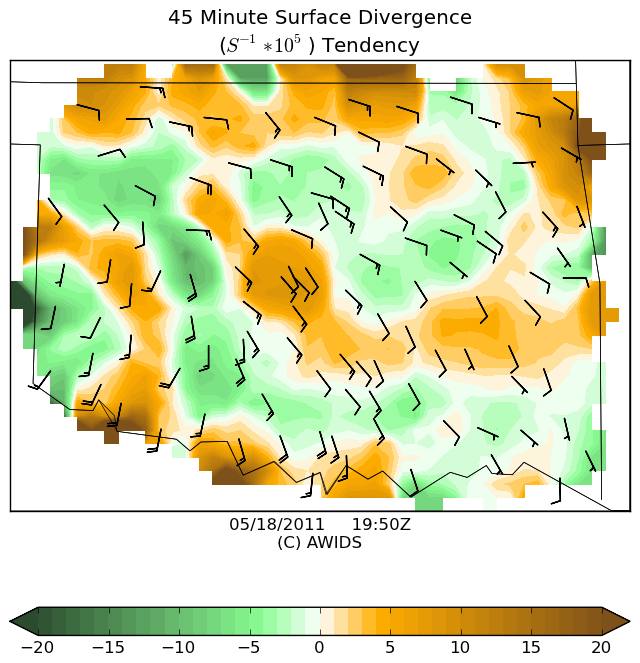 45 Minute Surface Divergence
(S⁻¹ ∗10⁵ ) Tendency
05/18/2011 19:50Z
(C) AWIDS
−20 −15 −10 −5 0 5 10 15 20